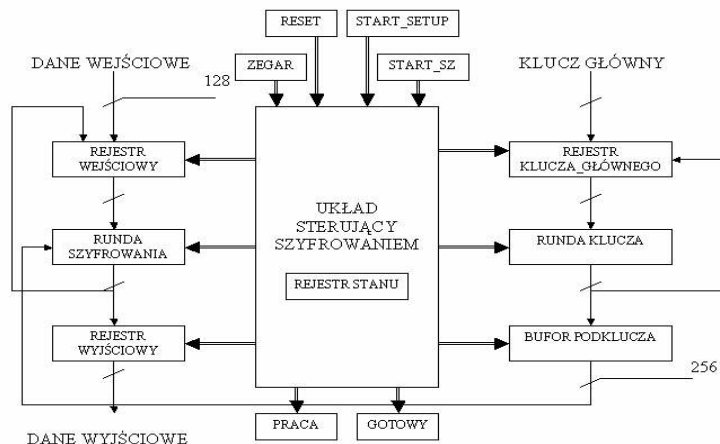 RESET
START_SETUP
DANE WEJŚCIOWE
ZEGAR
START_SZ
KLUCZ GŁÓWNY
128
REJESTR
WEJŚCIOWY
REJESTR
KLUCZA_GŁÓWNEGO
UKŁAD
STERUJĄCY
SZYFROWANIEM
RUNDA
SZYFROWANIA
RUNDA KLUCZA
REJESTR STANU
REJESTR
WYJŚCIOWY
BUFOR PODKLUCZA
256
PRACA
GOTOWY
DANE WYJŚCIOWE